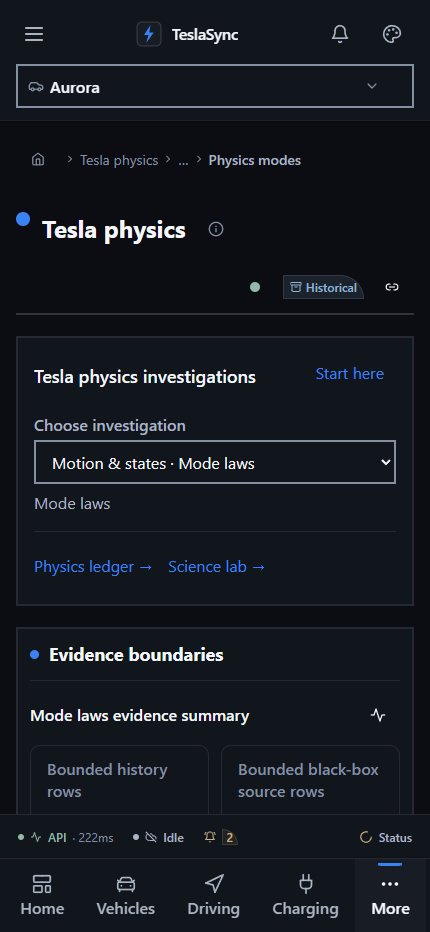 TeslaSync
Aurora
Tesla physics
...
Physics modes
Tesla physics
Historical
Tesla physics investigations
Start here
Choose investigation
Motion & states · Mode laws
Mode laws
Physics ledger →
Science lab →
Evidence boundaries
Mode laws evidence summary
Bounded history
rows
Bounded black-box
source rows
API · 222ms
Idle
2
Status
Home
Vehicles
Driving
Charging
More